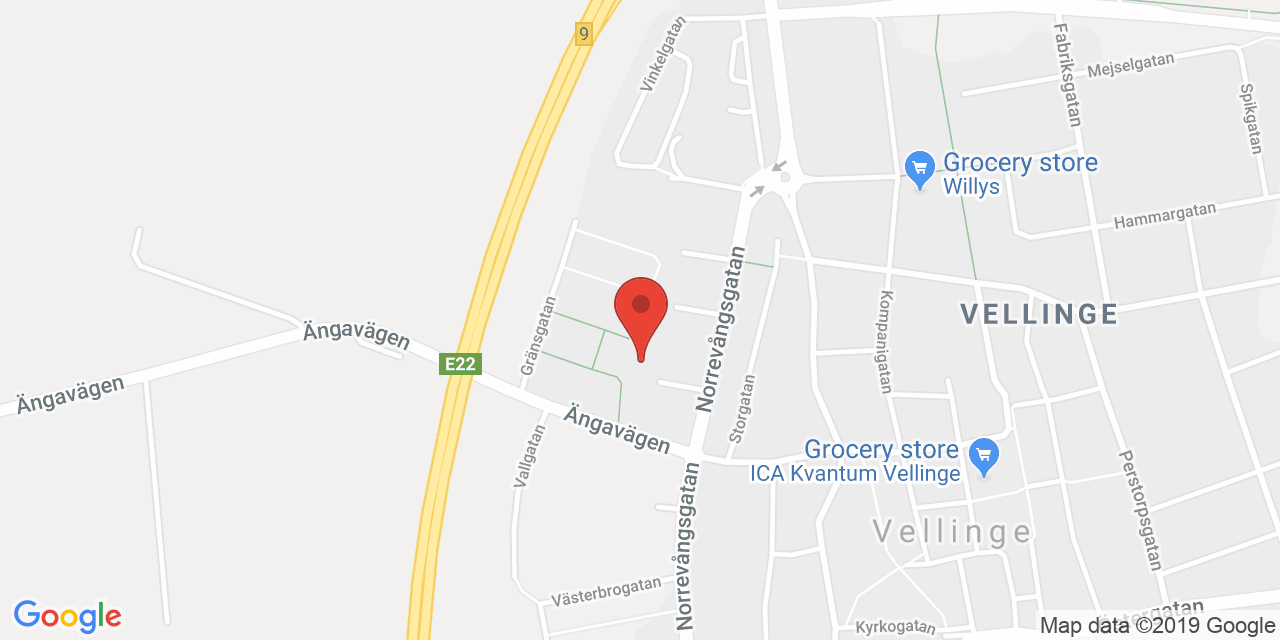 9
Vinkelgatan
Fabriksgatan
Mejselgatan
Spikgatan
Grocery store
Willys
Hammargatan
Norrevångsgatan
Kompanigatan
VELLINGE
Gränsgatan
Ängavägen
E22
Ängavägen
Storgatan
Ängavägen
Vallgatan
Grocery store
ICA Kvantum Vellinge
Perstorpsgatan
Norrevångsgatan
Vellinge
Västerbrogatan
Kyrkogatan
Google
Map data ©2019 Google